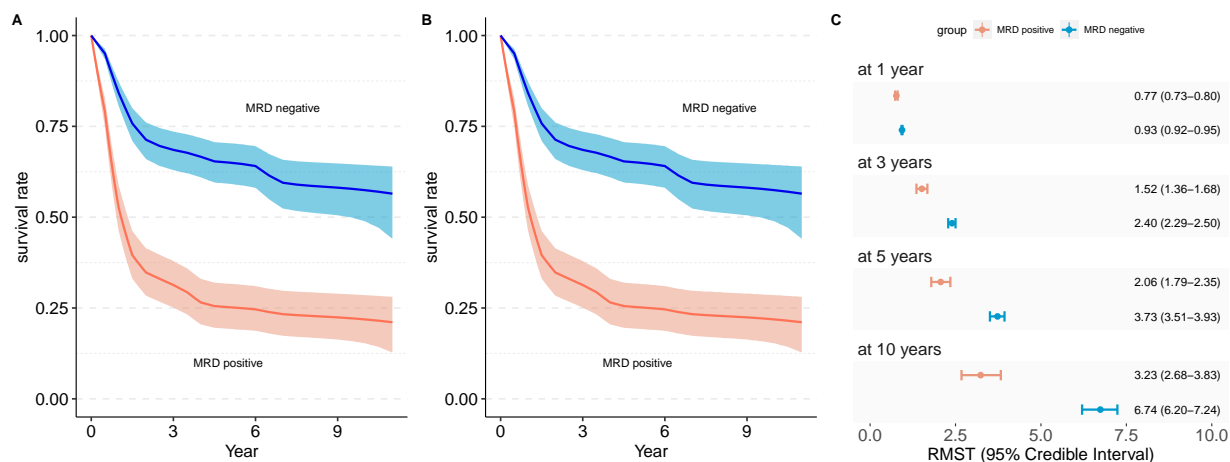 A
survival rate
1.00
0.75
0.50
0.25
0.00
MRD negative
MRD positive
0 3 6 9
Year
B
survival rate
1.00
0.75
0.50
0.25
0.00
MRD negative
MRD positive
0 3 6 9
Year
C
group MRD positive MRD negative
at 1 year
0.77 (0.73–0.80)
0.93 (0.92–0.95)
at 3 years
1.52 (1.36–1.68)
2.40 (2.29–2.50)
at 5 years
2.06 (1.79–2.35)
3.73 (3.51–3.93)
at 10 years
3.23 (2.68–3.83)
6.74 (6.20–7.24)
0.0 2.5 5.0 7.5 10.0
RMST (95% Credible Interval)